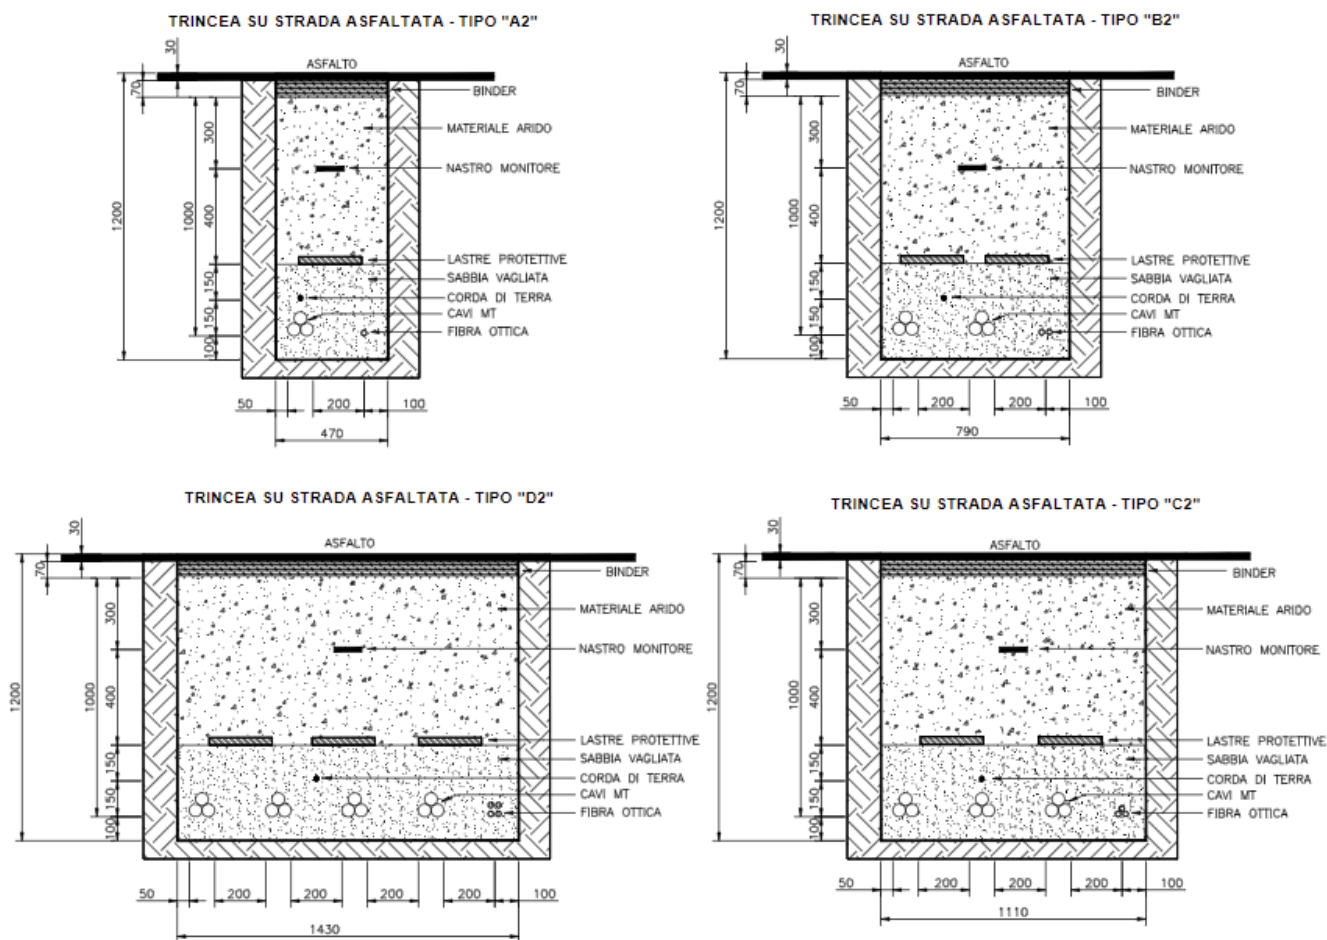 TRINCEA SU STRADA ASFALTATA - TIPO "A2"
30
ASFALTO
70
BINDER
MATERIALE ARIDO
300
NASTRO MONITORE
1200
1000
400
LASTRE PROTETTIVE
SABBIA VAGLIATA
150
CORDA DI TERRA
CAVI MT
150
FIBRA OTTICA
100
50
200
100
470
TRINCEA SU STRADA ASFALTATA - TIPO "B2"
30
ASFALTO
70
BINDER
MATERIALE ARIDO
300
NASTRO MONITORE
1200
1000
400
LASTRE PROTETTIVE
SABBIA VAGLIATA
150
CORDA DI TERRA
CAVI MT
150
FIBRA OTTICA
100
50
200
200
100
790
TRINCEA SU STRADA ASFALTATA - TIPO "D2"
30
ASFALTO
70
BINDER
MATERIALE ARIDO
300
NASTRO MONITORE
1200
1000
400
LASTRE PROTETTIVE
SABBIA VAGLIATA
150
CORDA DI TERRA
CAVI MT
150
FIBRA OTTICA
100
50
200
200
200
200
100
1430
TRINCEA SU STRADA ASFALTATA - TIPO "C2"
30
ASFALTO
70
BINDER
MATERIALE ARIDO
300
NASTRO MONITORE
1200
1000
400
LASTRE PROTETTIVE
SABBIA VAGLIATA
150
CORDA DI TERRA
CAVI MT
150
FIBRA OTTICA
100
50
200
200
200
100
1110